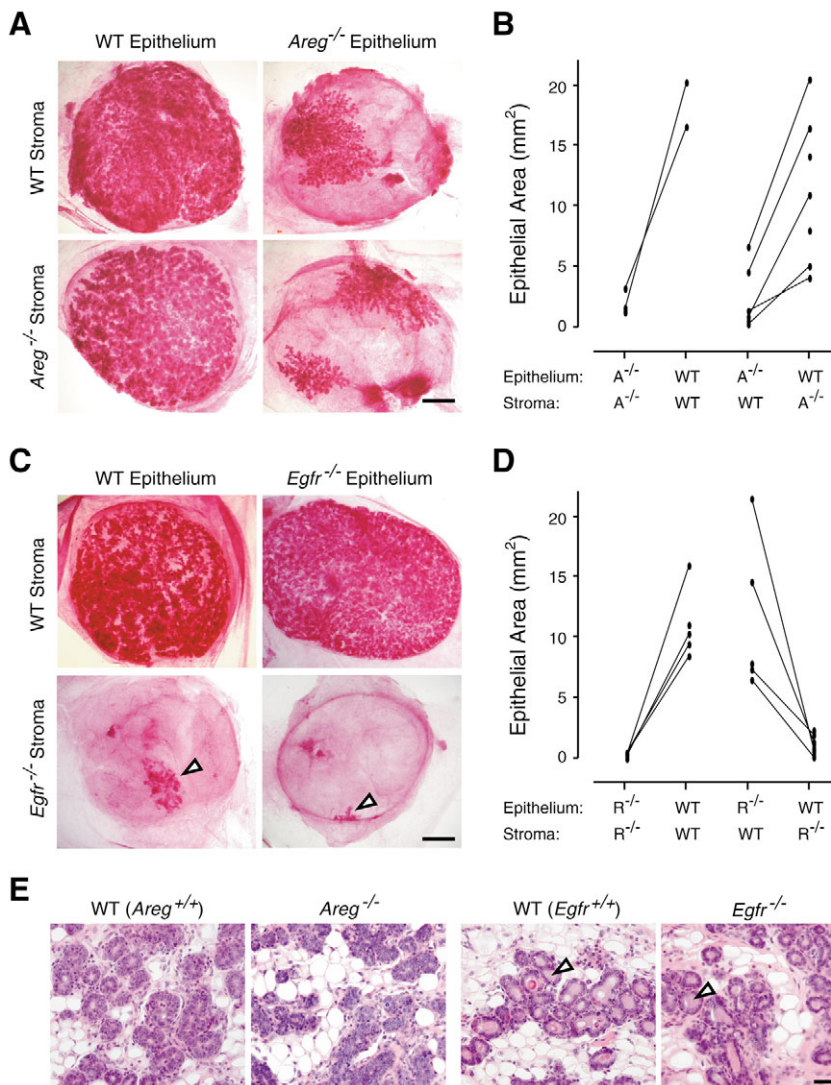 A
WT Epithelium
Areg-/- Epithelium
WT Stroma
Areg-/- Stroma
B
Epithelial Area (mm2)
20
15
10
5
0
Epithelium: A-/- WT A-/- WT
Stroma: A-/- WT WT A-/-
C
WT Epithelium
Egfr-/- Epithelium
WT Stroma
Egfr-/- Stroma
D
Epithelial Area (mm2)
20
15
10
5
0
Epithelium: R-/- WT R-/- WT
Stroma: R-/- WT WT R-/-
E
WT (Areg+/+)
Areg-/-
WT (Egfr+/+)
Egfr-/-